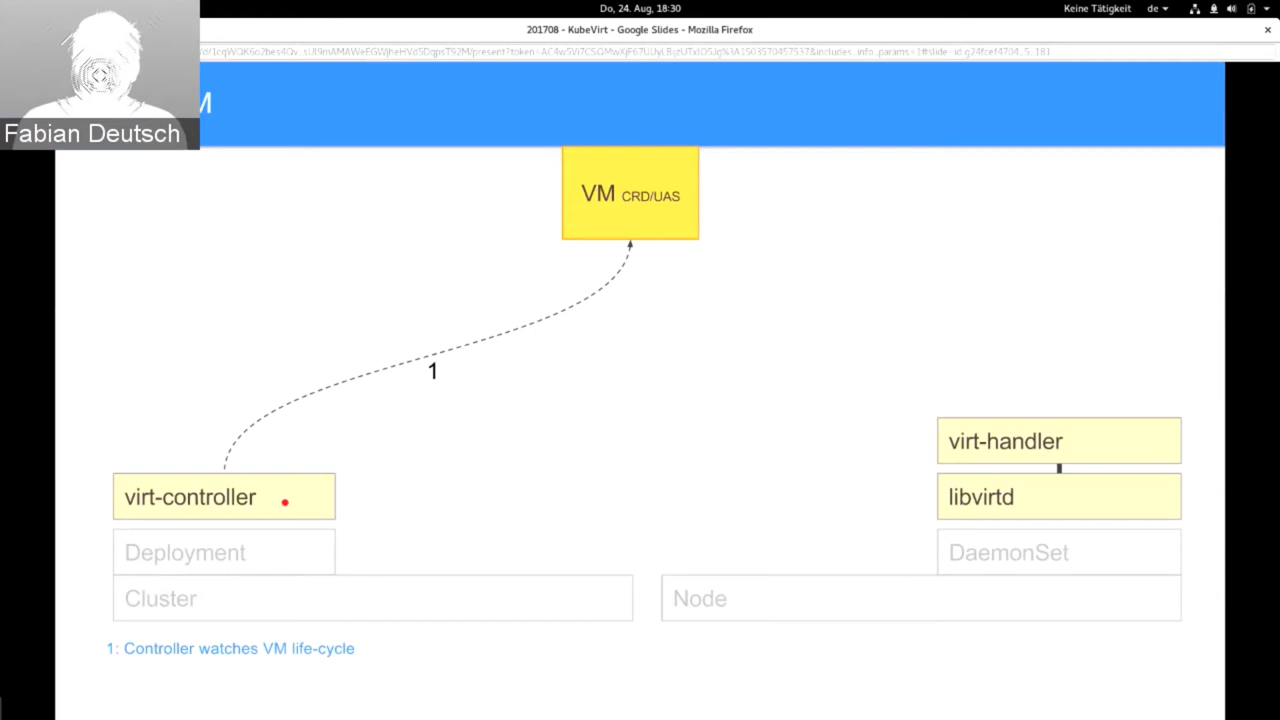 Do, 24. Aug, 18:30
Keine Tätigkeit
de
201708 - KubeVirt - Google Slides - Mozilla Firefox
Fabian Deutsch
M
VM CRD/UAS
1
virt-handler
virt-controller
libvirtd
Deployment
DaemonSet
Cluster
Node
1: Controller watches VM life-cycle